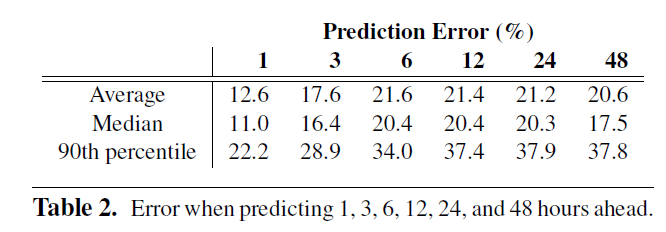 Prediction Error (%)
1 3 6 12 24 48
Average 12.6 17.6 21.6 21.4 21.2 20.6
Median 11.0 16.4 20.4 20.4 20.3 17.5
90th percentile 22.2 28.9 34.0 37.4 37.9 37.8
Table 2. Error when predicting 1, 3, 6, 12, 24, and 48 hours ahead.